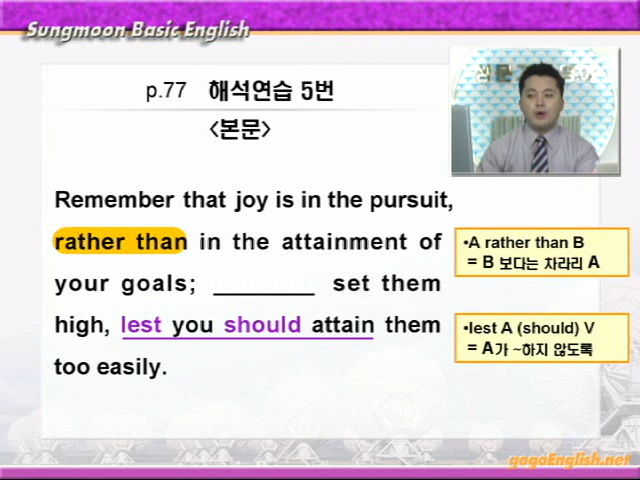 Sungmoon Basic English
p.77 해석연습 5번
<본문>
Remember that joy is in the pursuit,
rather than in the attainment of
your goals; ________ set them
high, lest you should attain them
too easily.
•A rather than B
= B 보다는 차라리 A
•lest A (should) V
= A가 ~하지 않도록
gogoEnglish.net